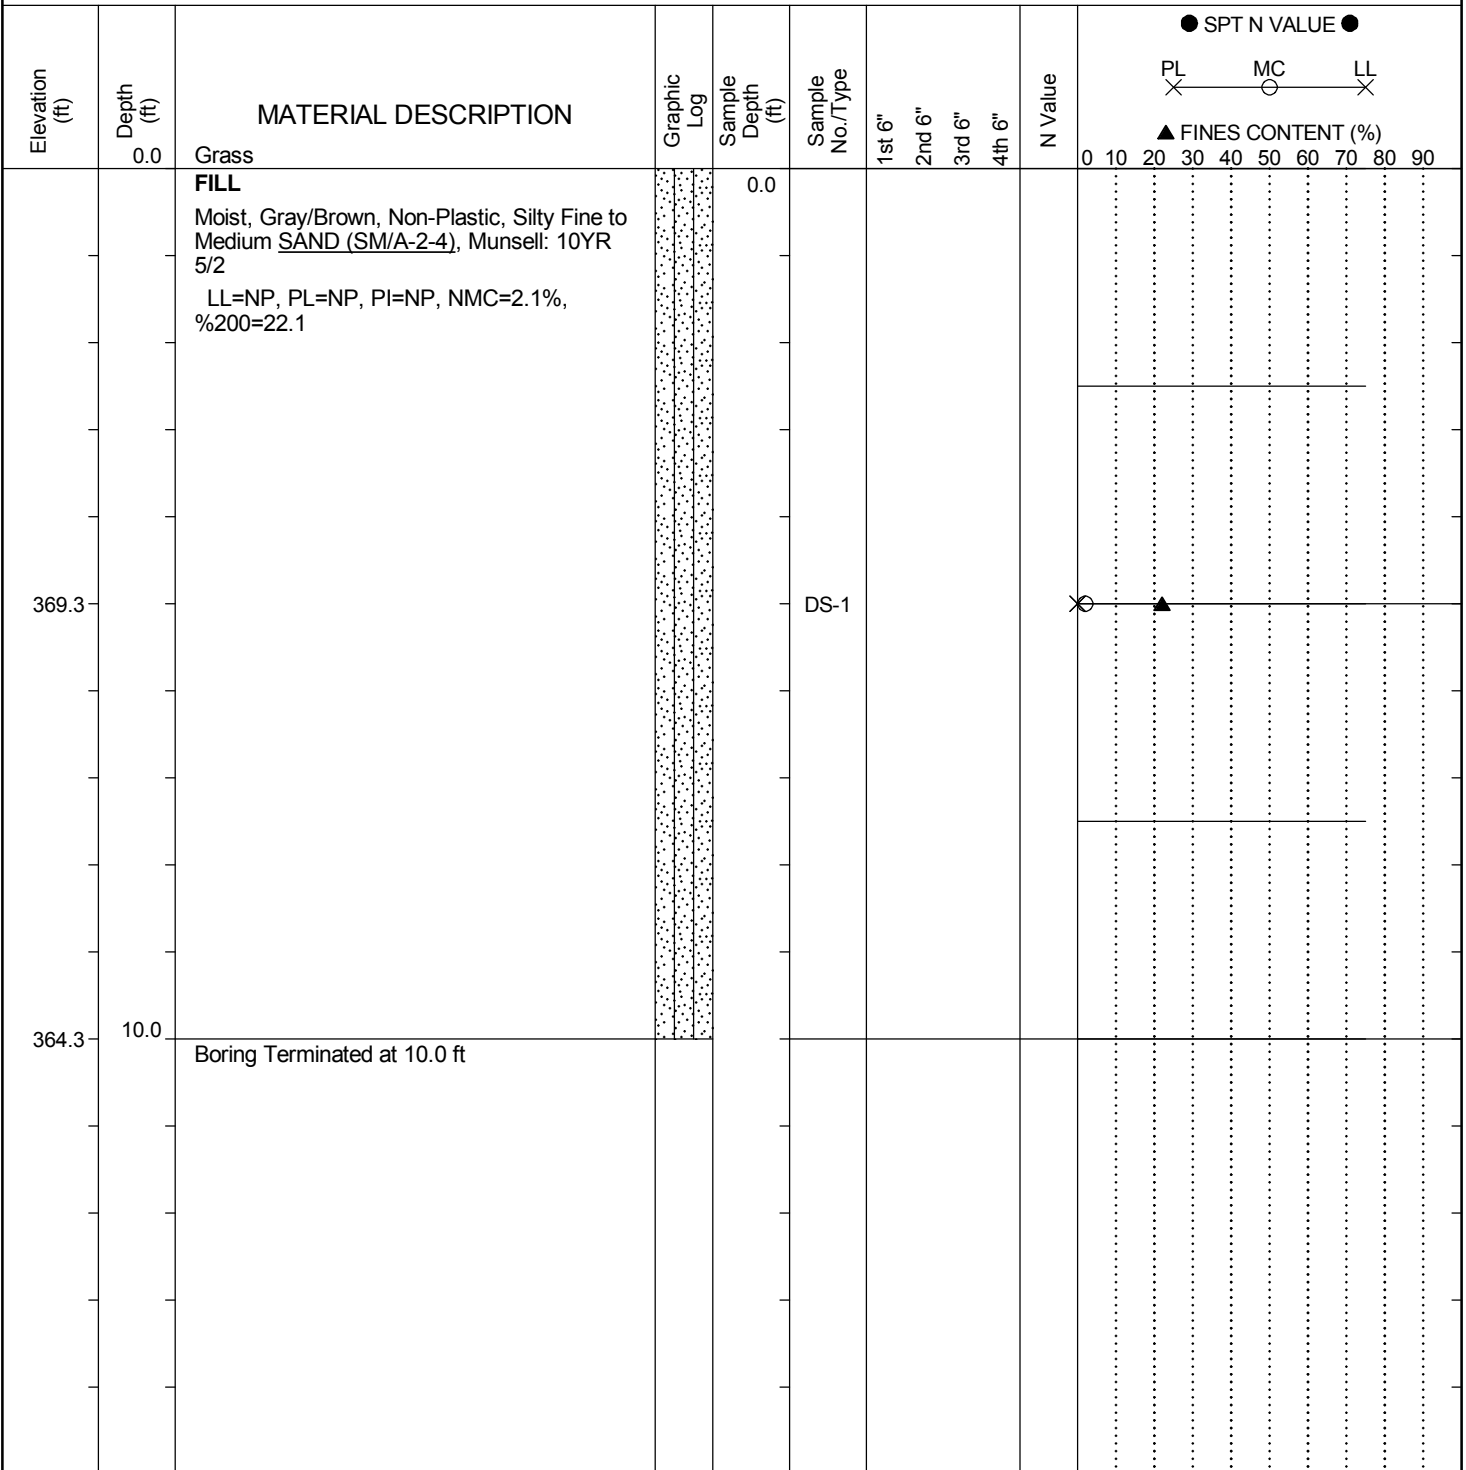 ● SPT N VALUE ●
PL MC LL
▲ FINES CONTENT (%)
0 10 20 30 40 50 60 70 80 90
Elevation
(ft)
Depth
(ft)
0.0
MATERIAL DESCRIPTION
Grass
Graphic
Log
Sample
Depth
(ft)
Sample
No./Type
1st 6"
2nd 6"
3rd 6"
4th 6"
N Value
FILL
0.0
Moist, Gray/Brown, Non-Plastic, Silty Fine to
Medium SAND (SM/A-2-4), Munsell: 10YR
5/2
LL=NP, PL=NP, PI=NP, NMC=2.1%,
%200=22.1
369.3
DS-1
364.3
10.0
Boring Terminated at 10.0 ft